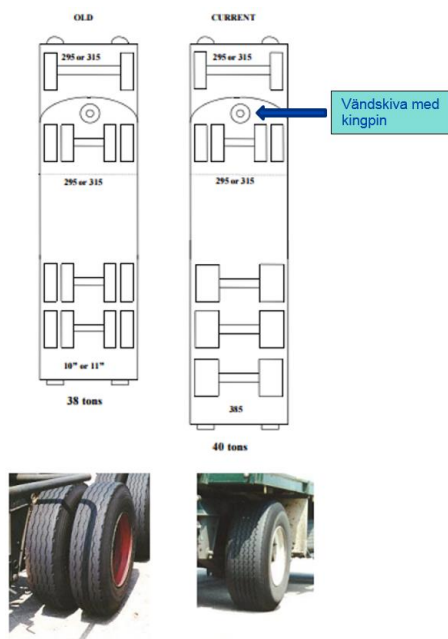 OLD
CURRENT
295 or 315
295 or 315
Vändskiva med
kingpin
295 or 315
295 or 315
10” or 11”
385
38 tons
40 tons